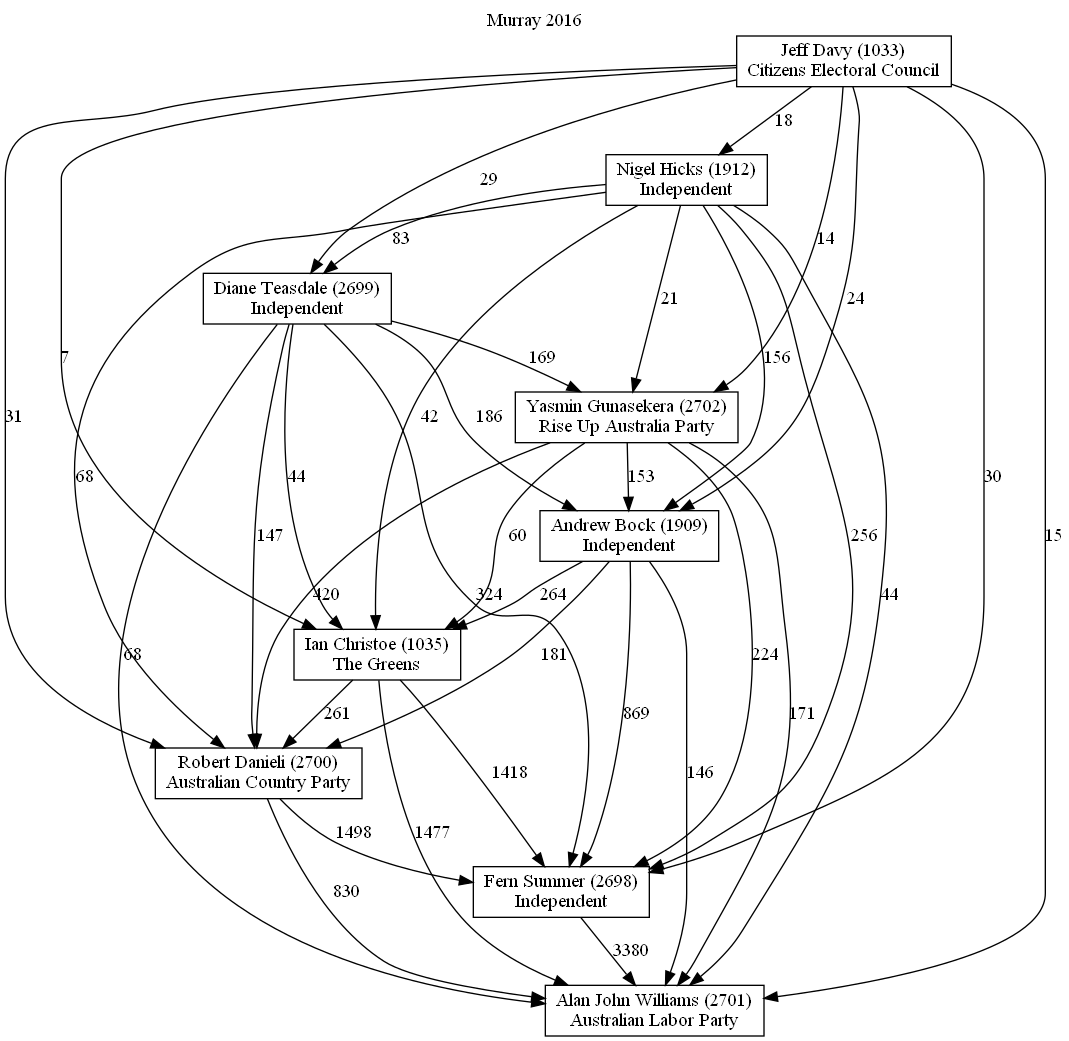 Murray 2016
Jeff Davy (1033)
Citizens Electoral Council
18
Nigel Hicks (1912)
Independent
29
83
14
Diane Teasdale (2699)
Independent
21
24
7
169
156
31
42
186
Yasmin Gunasekera (2702)
Rise Up Australia Party
68
44
153
30
147
60
Andrew Bock (1909)
Independent
256
15
420
324
264
44
68
Ian Christoe (1035)
The Greens
181
224
261
869
171
Robert Danieli (2700)
Australian Country Party
1418
146
1498
1477
830
Fern Summer (2698)
Independent
3380
Alan John Williams (2701)
Australian Labor Party